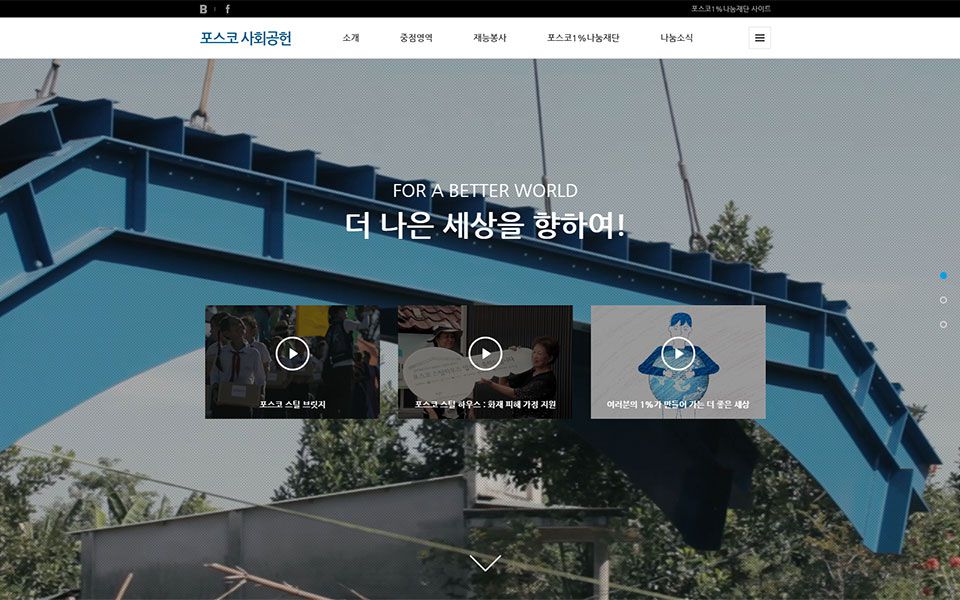 B f
포스코1%나눔재단 사이트
포스코 사회공헌
소개
중점영역
재능봉사
포스코1%나눔재단
나눔소식
FOR A BETTER WORLD
더 나은 세상을 향하여!
포스코 스틸 브릿지
포스코 스틸 하우스 : 화재 피해 가정 지원
여러분의 1%가 만들어 가는 더 좋은 세상